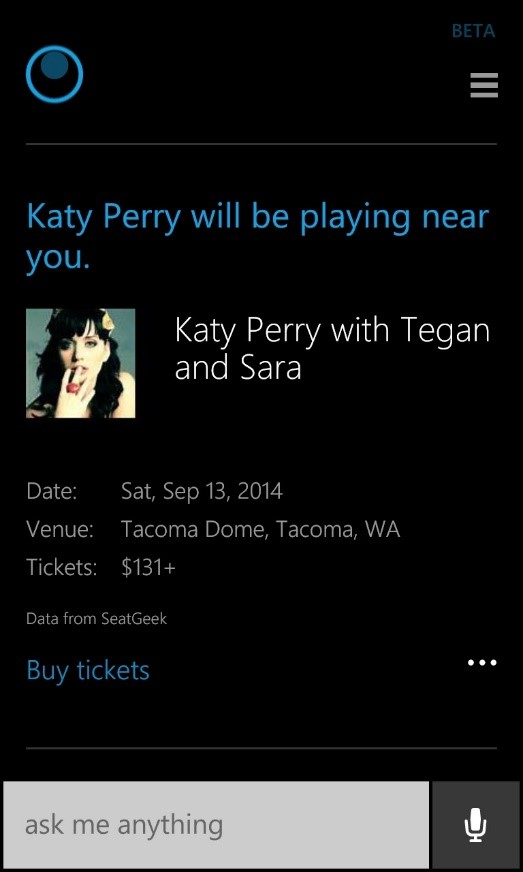 BETA
Katy Perry will be playing near
you.
Katy Perry with Tegan
and Sara
Date: Sat, Sep 13, 2014
Venue: Tacoma Dome, Tacoma, WA
Tickets: $131+
Data from SeatGeek
Buy tickets
ask me anything